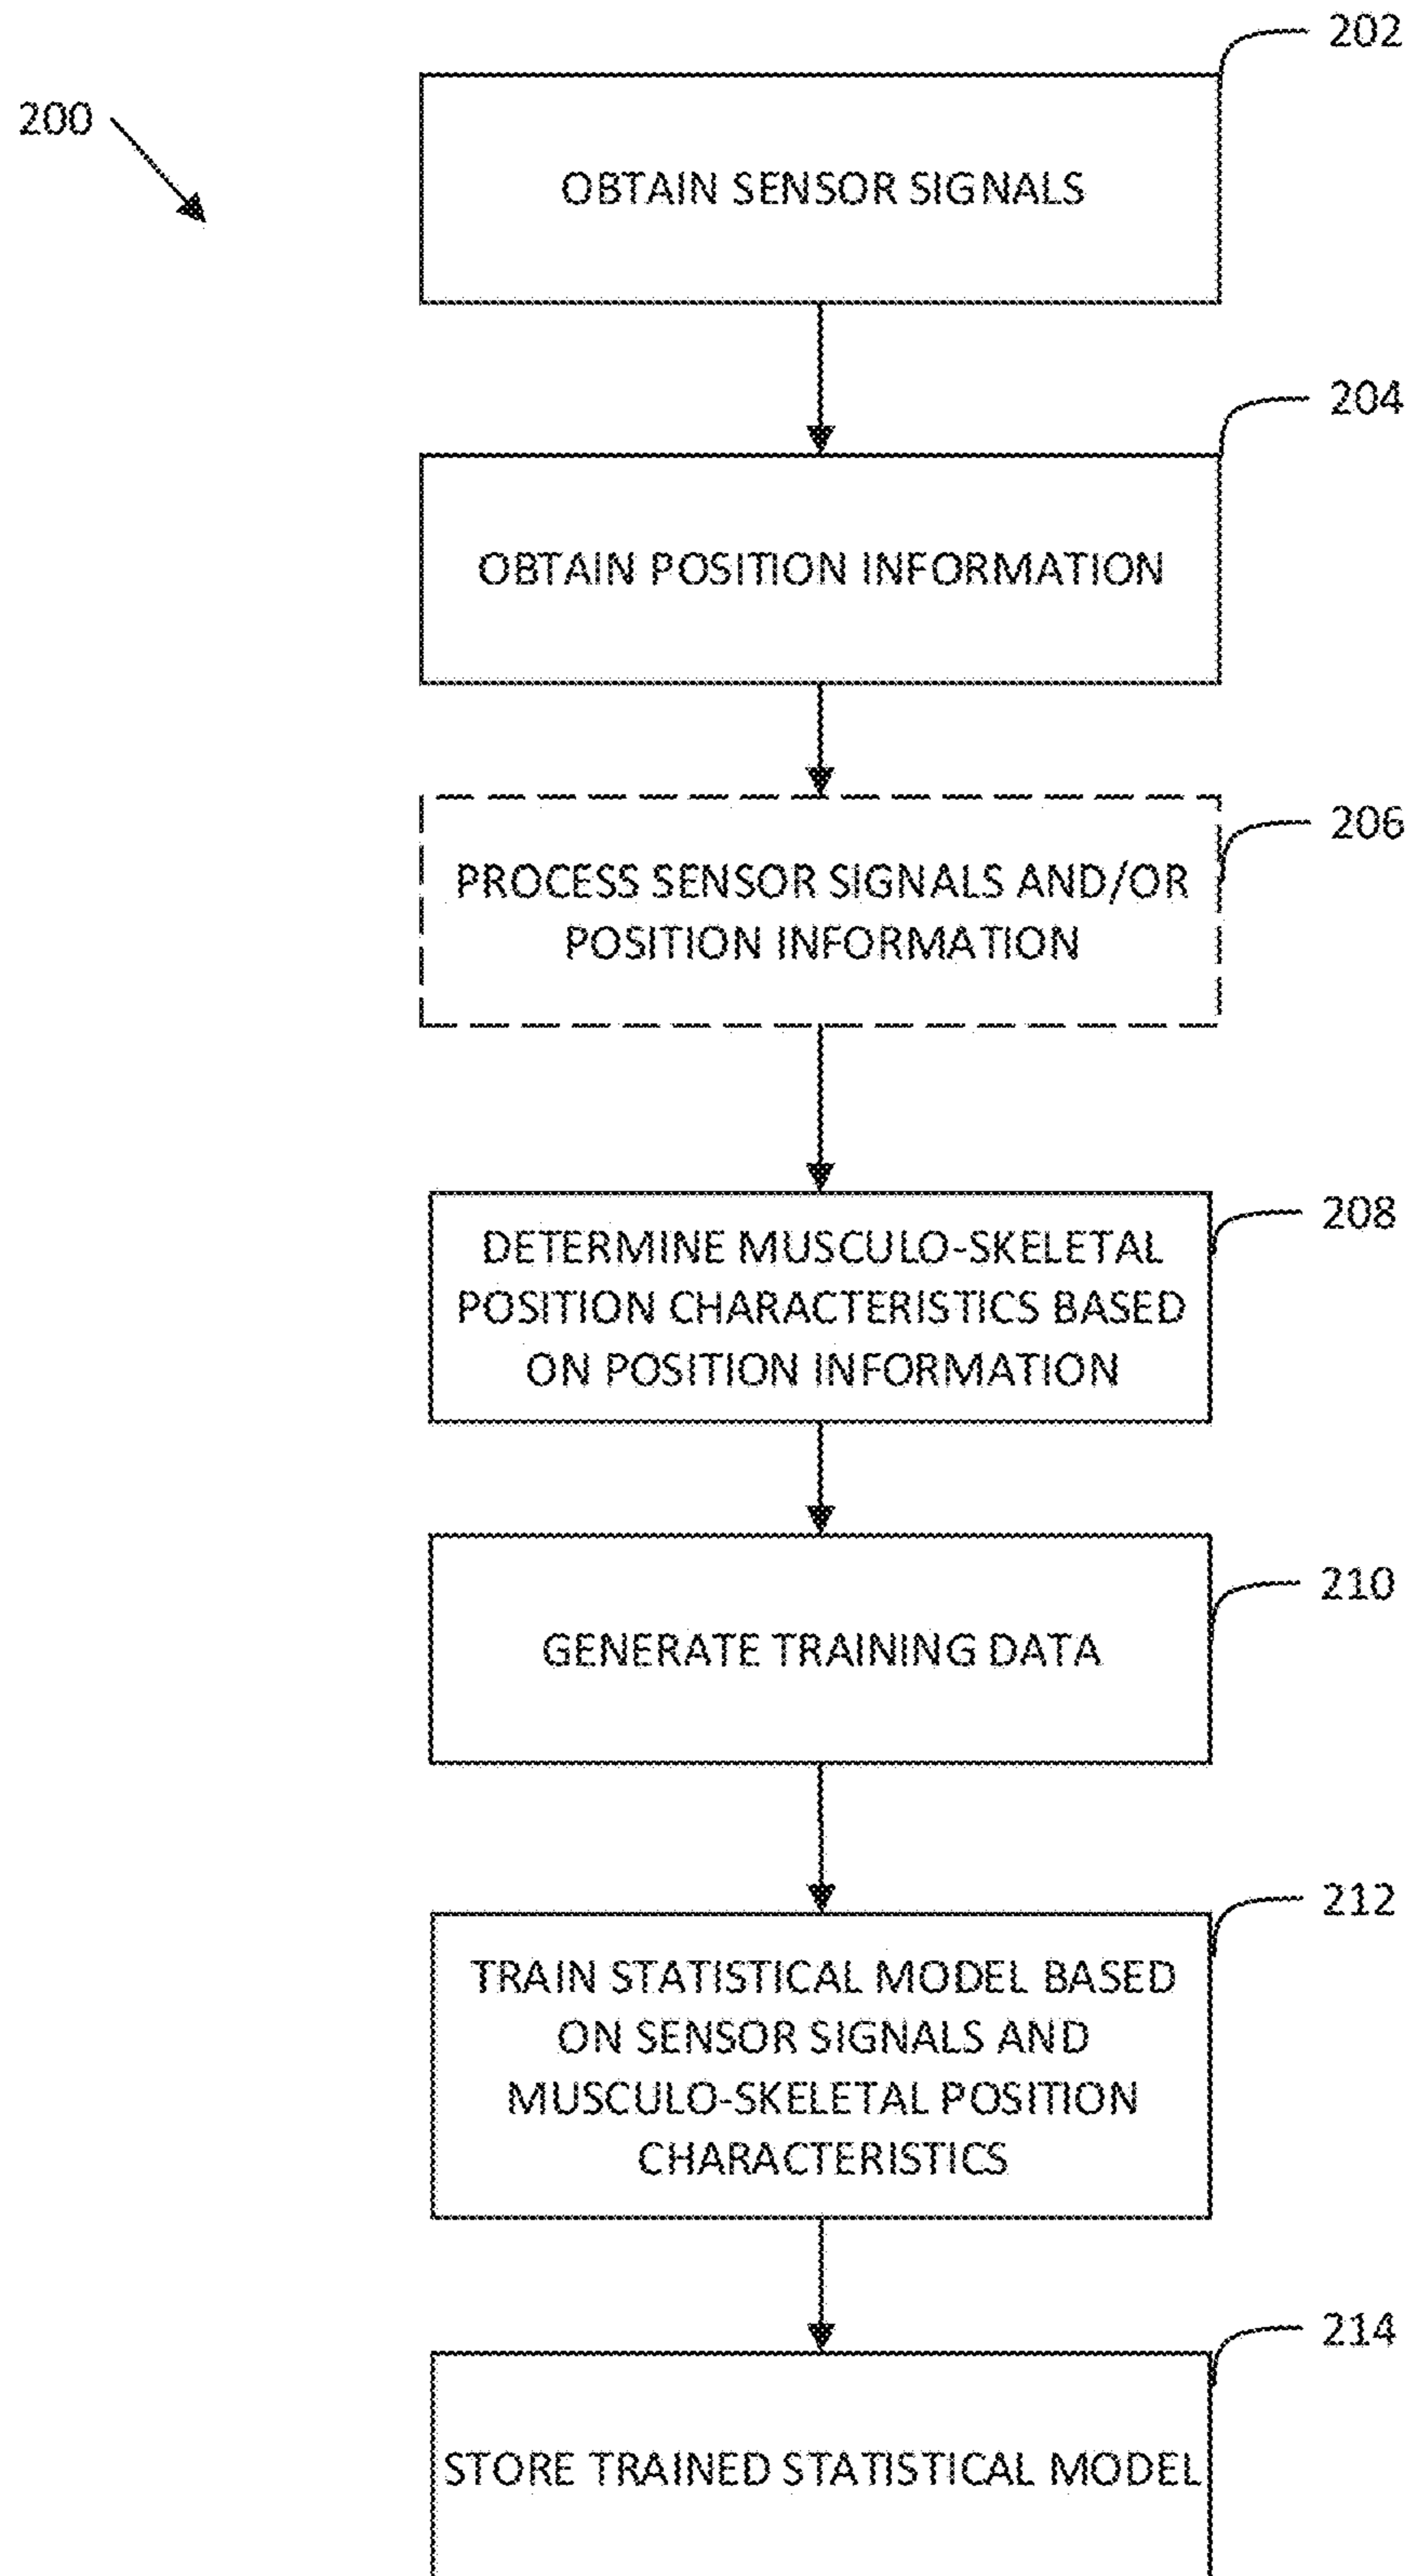 202
200
OBTAIN SENSOR SIGNALS
204
OBTAIN POSITION INFORMATION
206
PROCESS SENSOR SIGNALS AND/OR
POSITION INFORMATION
208
DETERMINE MUSCULO-SKELETAL
POSITION CHARACTERISTICS BASED
ON POSITION INFORMATION
210
GENERATE TRAINING DATA
212
TRAIN STATISTICAL MODEL BASED
ON SENSOR SIGNALS AND
MUSCULO-SKELETAL POSITION
CHARACTERISTICS
214
STORE TRAINED STATISTICAL MODEL